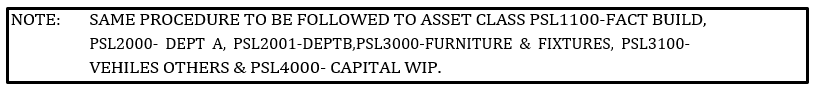 NOTE: SAME PROCEDURE TO BE FOLLOWED TO ASSET CLASS PSL1100-FACT BUILD,
PSL2000- DEPT A, PSL2001-DEPTB,PSL3000-FURNITURE & FIXTURES, PSL3100-
VEHILES OTHERS & PSL4000- CAPITAL WIP.